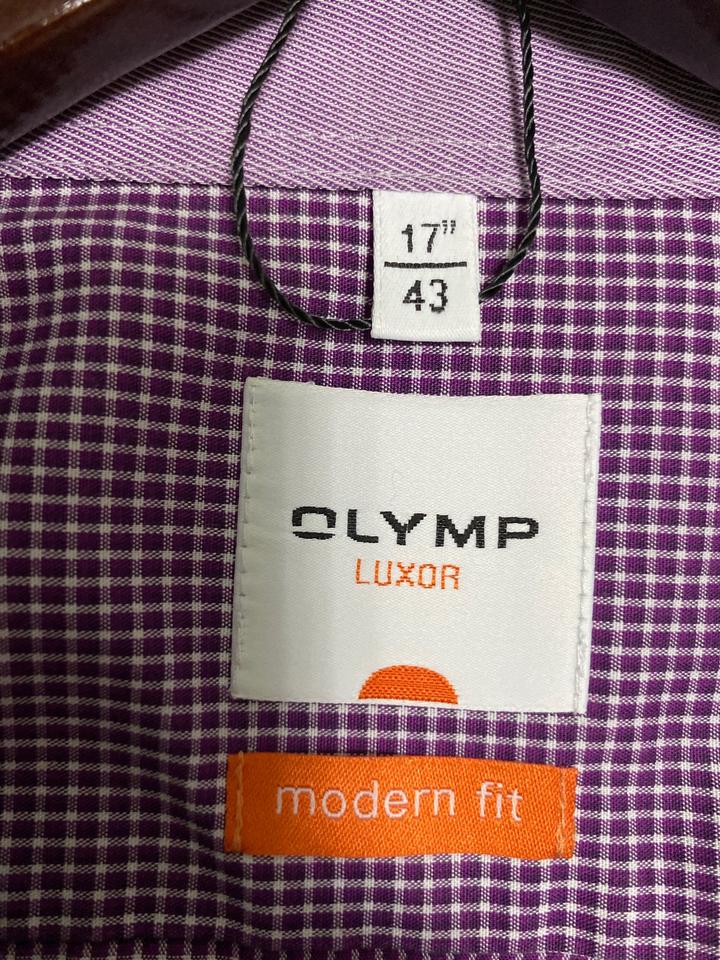 17”
43
OLYMP
LUXOR
modern fit